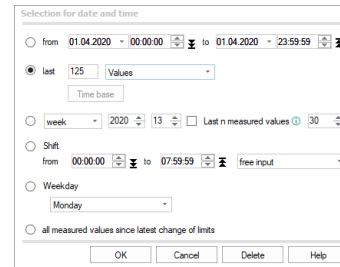 Selection for date and time
from 01.04.2020 00:00:00 to 01.04.2020 23:59:59
last 125 Values
Time base
week 2020 13 Last n measured values 30
Shift
from 00:00:00 to 07:59:59 free input
Weekday
Monday
all measured values since latest change of limits
OK Cancel Delete Help